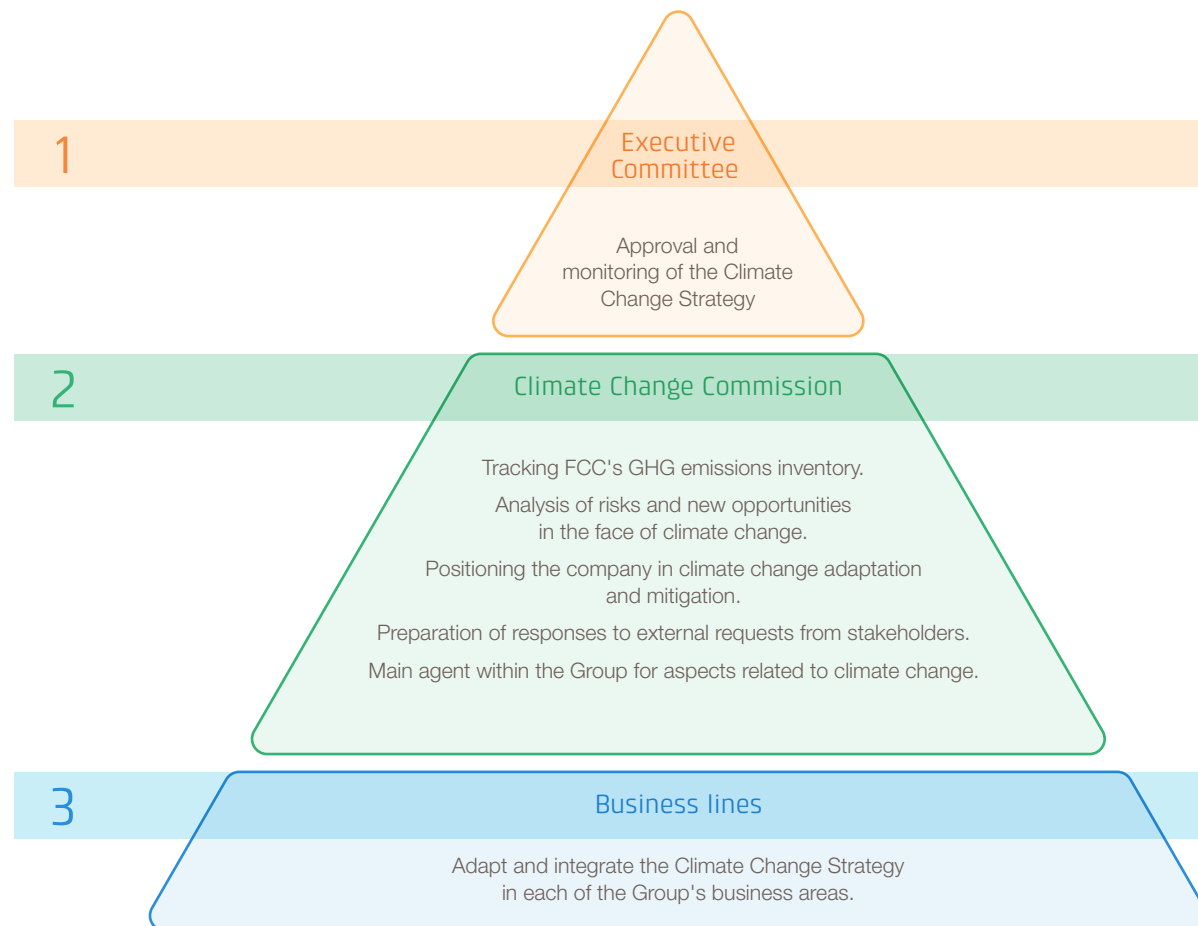 1
Executive
Committee
Approval and
monitoring of the Climate
Change Strategy
2
Climate Change Commission
Tracking FCC's GHG emissions inventory.
Analysis of risks and new opportunities
in the face of climate change.
Positioning the company in climate change adaptation
and mitigation.
Preparation of responses to external requests from stakeholders.
Main agent within the Group for aspects related to climate change.
3
Business lines
Adapt and integrate the Climate Change Strategy
in each of the Group's business areas.